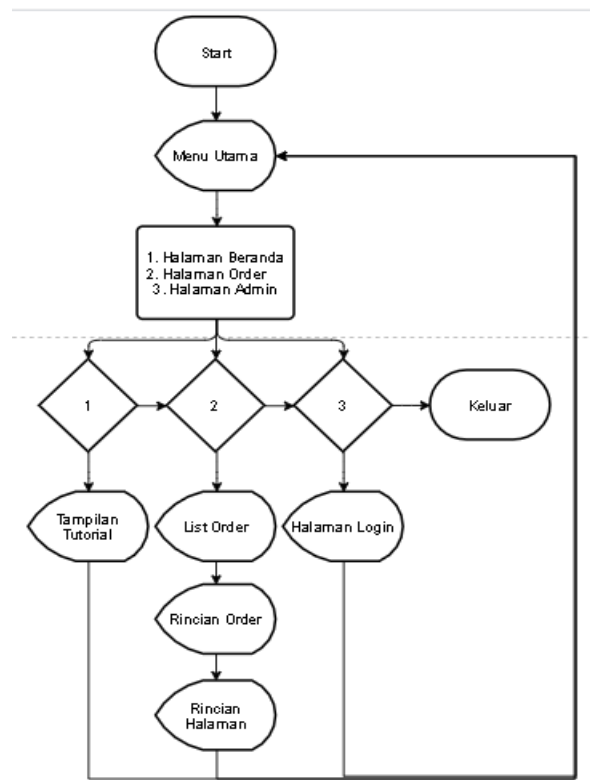 Start
Menu Utama
1. Halaman Beranda
2. Halaman Order
3. Halaman Admin
1
2
3
Keluar
Tampilan
Tutorial
List Order
Halaman Login
Rincian Order
Rincian
Halaman